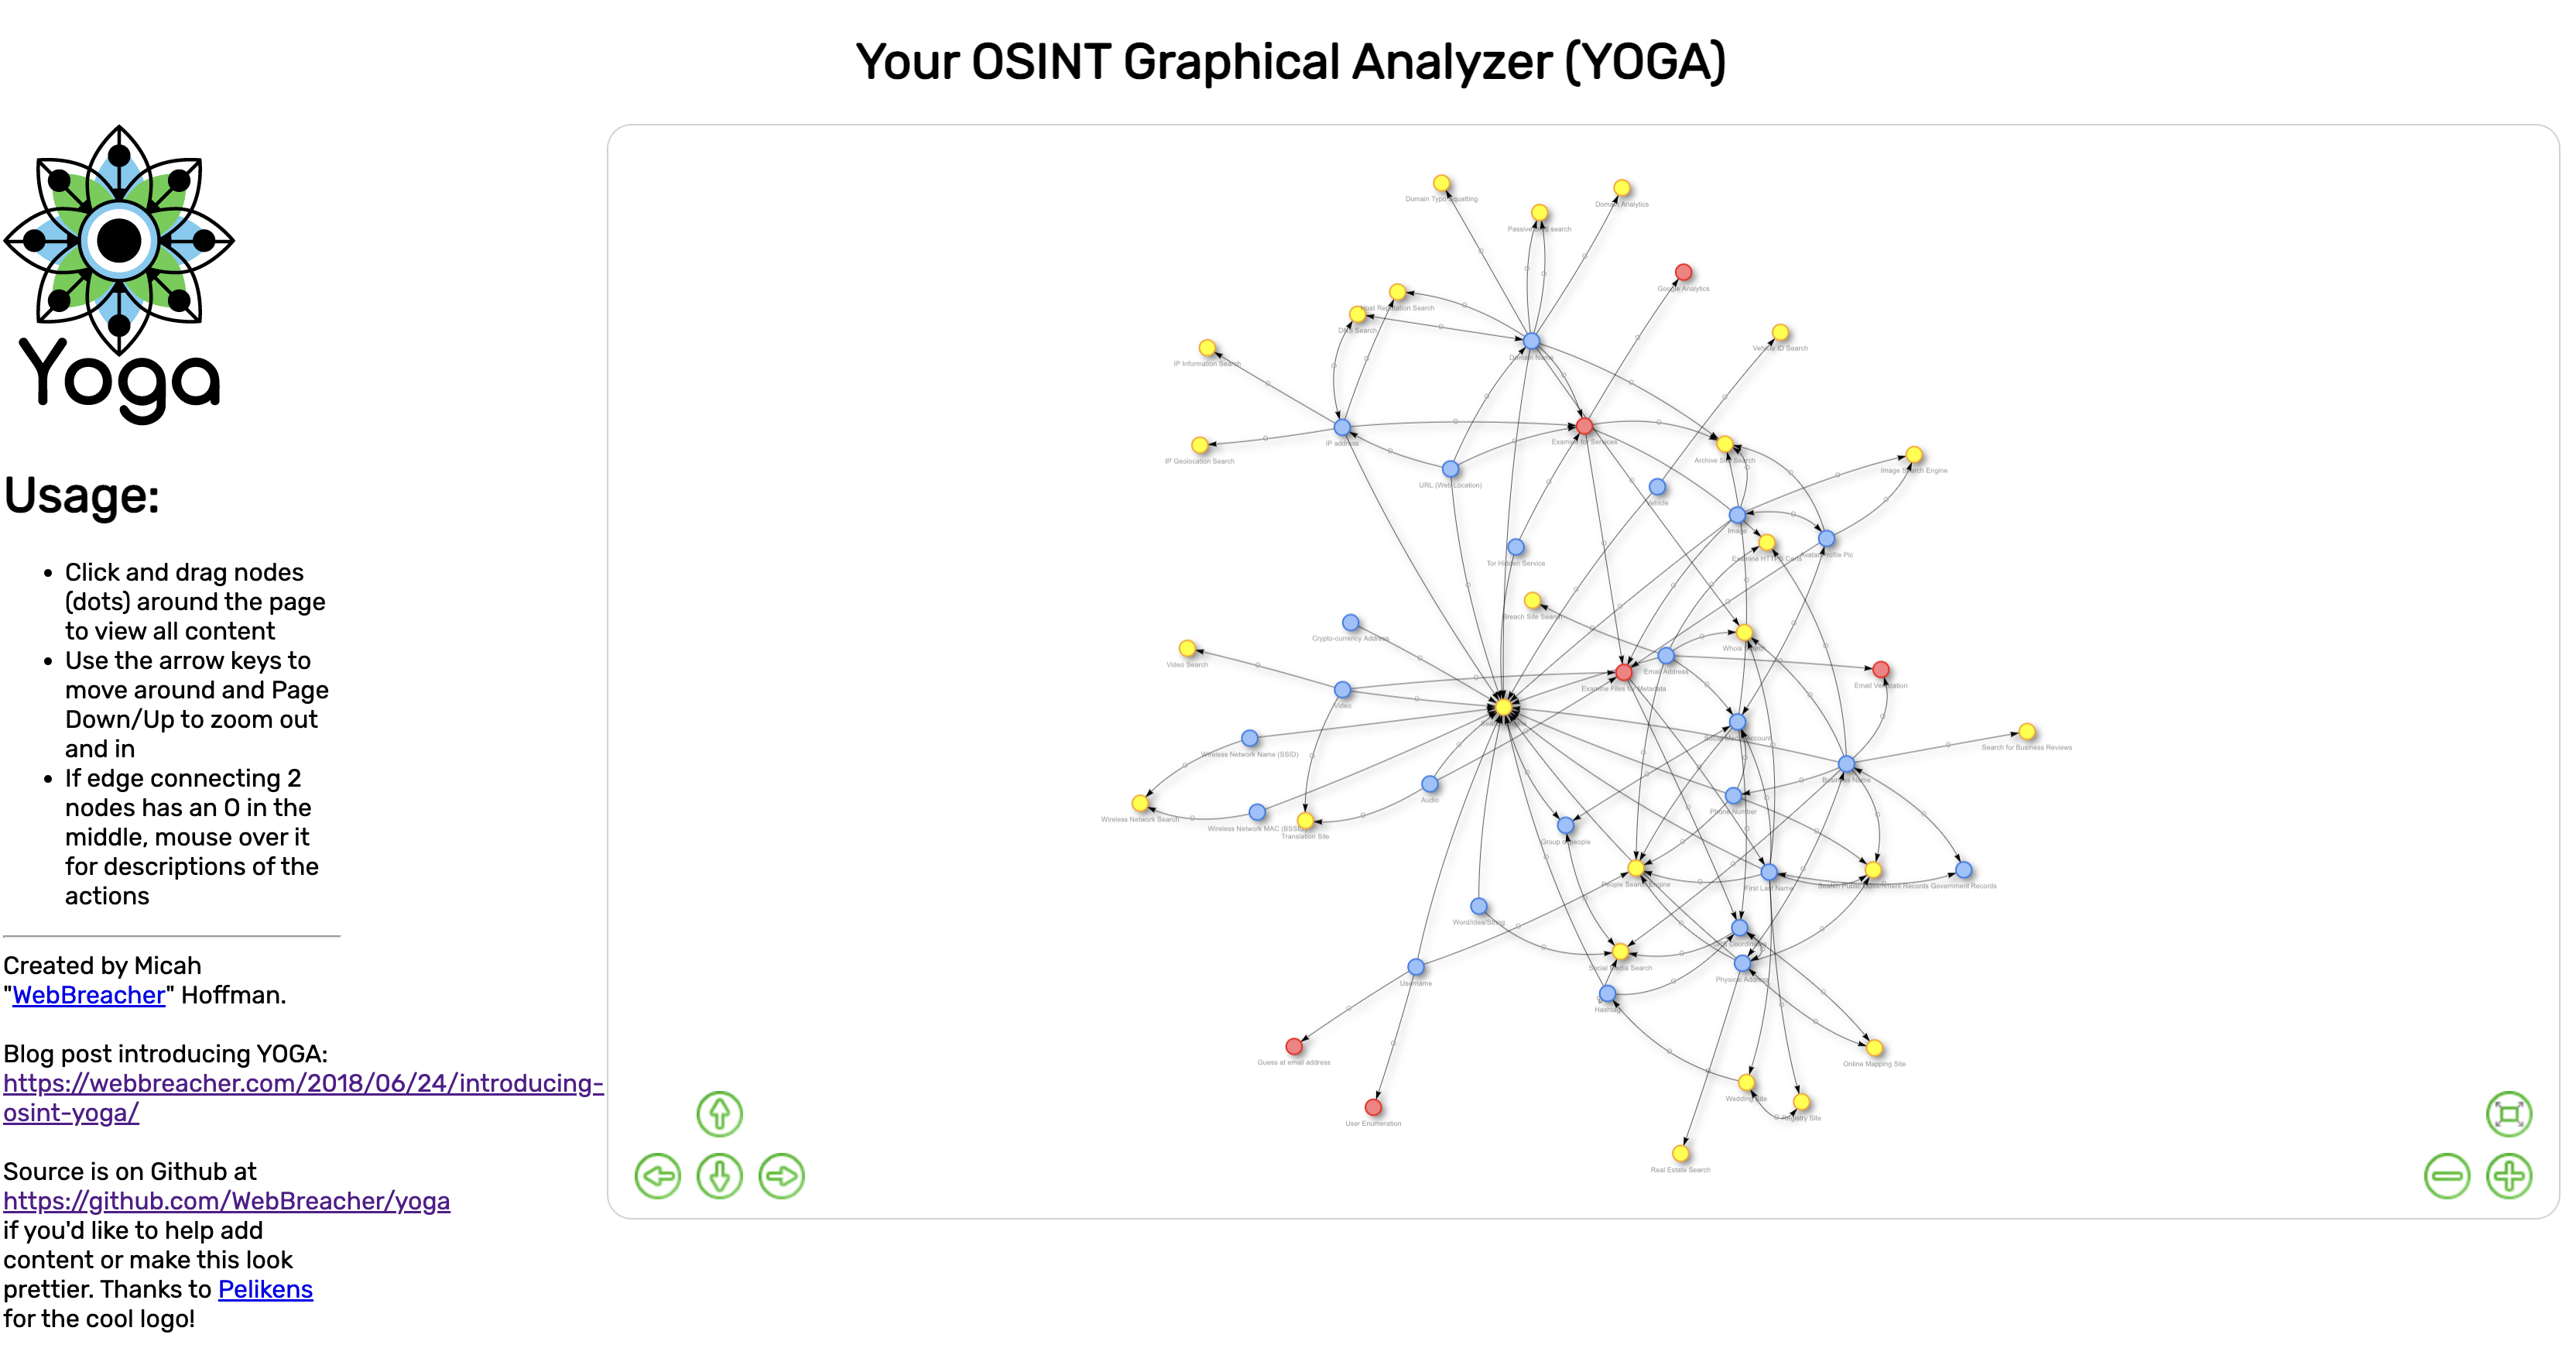 Your OSINT Graphical Analyzer (YOGA)
Yoga
Usage:
Click and drag nodes
(dots) around the page
to view all content
Use the arrow keys to
move around and Page
Down/Up to zoom out
and in
If edge connecting 2
nodes has an O in the
middle, mouse over it
for descriptions of the
actions
Created by Micah
"WebBreacher" Hoffman.
Blog post introducing YOGA:
https://webbreacher.com/2018/06/24/introducing-
osint-yoga/
Source is on Github at
https://github.com/WebBreacher/yoga
if you'd like to help add
content or make this look
prettier. Thanks to Pelikens
for the cool logo!
Domain Typo Squatting
Domain Analytics
Passive DNS search
Google Analytics
Host Reputation Search
DNS Search
Vehicle ID Search
Domain Name
IP Information Search
IP address
Examine for Services
IP Geolocation Search
Archive Site Search
Image Search Engine
URL (Web Location)
Vehicle
Image
Avatar/Profile Pic
Examine HTTPS Certs
Tor Hidden Service
Breach Site Search
Crypto-currency Address
Whois Search
Video Search
Email Address
Email Verification
Examine Files for Metadata
Video
Search Engine
Social Media Account
Search for Business Reviews
Wireless Network Name (SSID)
Business Name
Audio
Phone Number
Wireless Network Search
Wireless Network MAC (BSSID)
Translation Site
Group of people
People Search Engine
First Last Name
Search Public Government Records
Government Records
Word/Idea/String
Social Media Search
Physical Address
Username
Hashtag
Guess at email address
Online Mapping Site
Wedding Site
Registry Site
User Enumeration
Real Estate Search